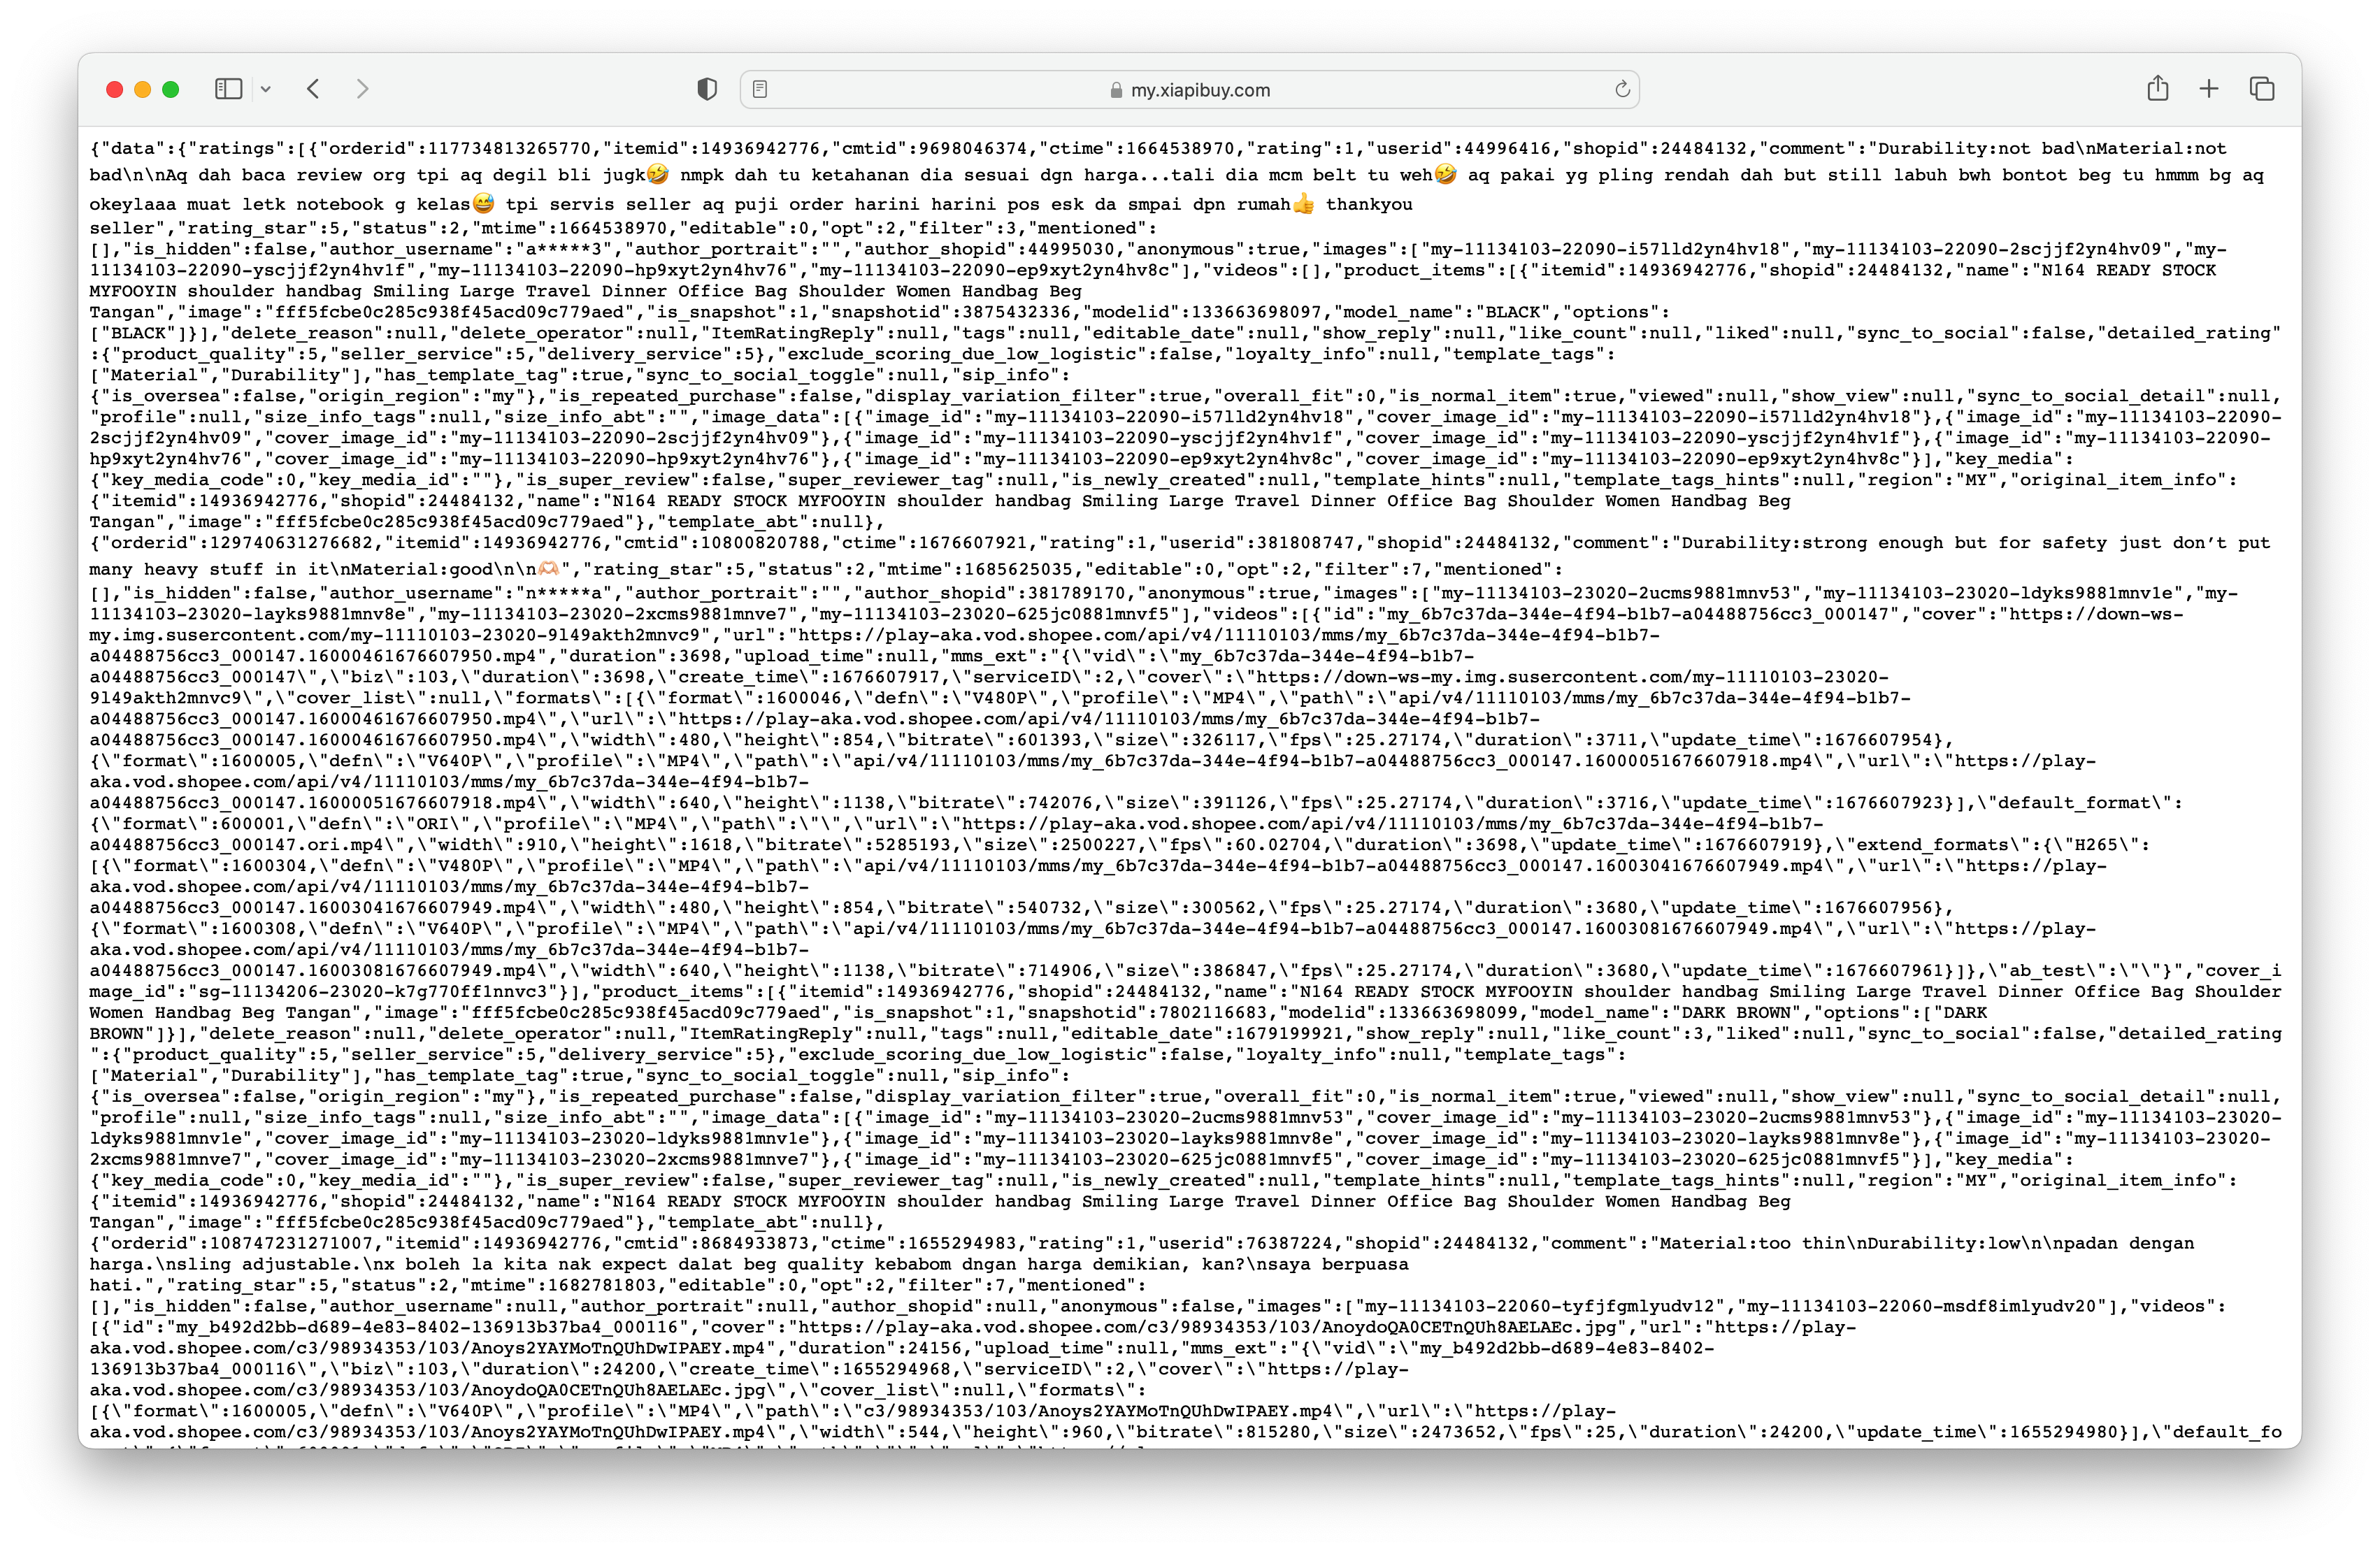 my.xiapibuy.com
{"data":{"ratings":[{"orderid":117734813265770,"itemid":14936942776,"cmtid":9698046374,"ctime":1664538970,"rating":1,"userid":44996416,"shopid":24484132,"comment":"Durability:not bad\nMaterial:not
bad\n\nAq dah baca review org tpi aq degil bli jugk🤣 nmpk dah tu ketahanan dia sesuai dgn harga...tali dia mcm belt tu weh🤣 aq pakai yg pling rendah dah but still labuh bwh bontot beg tu hmmm bg aq
okeylaaa muat letk notebook g kelas😅 tpi servis seller aq puji order harini harini pos esk da smpai dpn rumah👍 thankyou
seller","rating_star":5,"status":2,"mtime":1664538970,"editable":0,"opt":2,"filter":3,"mentioned":
[],"is_hidden":false,"author_username":"a*****3","author_portrait":"","author_shopid":44995030,"anonymous":true,"images":["my-11134103-22090-i57lld2yn4hv18","my-11134103-22090-2scjjf2yn4hv09","my-
11134103-22090-yscjjf2yn4hv1f","my-11134103-22090-hp9xyt2yn4hv76","my-11134103-22090-ep9xyt2yn4hv8c"],"videos":[],"product_items":[{"itemid":14936942776,"shopid":24484132,"name":"N164 READY STOCK
MYFOOYIN shoulder handbag Smiling Large Travel Dinner Office Bag Shoulder Women Handbag Beg
Tangan","image":"fff5fcbe0c285c938f45acd09c779aed","is_snapshot":1,"snapshotid":3875432336,"modelid":133663698097,"model_name":"BLACK","options":
["BLACK"]}],"delete_reason":null,"delete_operator":null,"ItemRatingReply":null,"tags":null,"editable_date":null,"show_reply":null,"like_count":null,"liked":null,"sync_to_social":false,"detailed_rating"
:{"product_quality":5,"seller_service":5,"delivery_service":5},"exclude_scoring_due_low_logistic":false,"loyalty_info":null,"template_tags":
["Material","Durability"],"has_template_tag":true,"sync_to_social_toggle":null,"sip_info":
{"is_oversea":false,"origin_region":"my"},"is_repeated_purchase":false,"display_variation_filter":true,"overall_fit":0,"is_normal_item":true,"viewed":null,"show_view":null,"sync_to_social_detail":null,
"profile":null,"size_info_tags":null,"size_info_abt":"","image_data":[{"image_id":"my-11134103-22090-i57lld2yn4hv18","cover_image_id":"my-11134103-22090-i57lld2yn4hv18"},{"image_id":"my-11134103-22090-
2scjjf2yn4hv09","cover_image_id":"my-11134103-22090-2scjjf2yn4hv09"},{"image_id":"my-11134103-22090-yscjjf2yn4hv1f","cover_image_id":"my-11134103-22090-yscjjf2yn4hv1f"},{"image_id":"my-11134103-22090-
hp9xyt2yn4hv76","cover_image_id":"my-11134103-22090-hp9xyt2yn4hv76"},{"image_id":"my-11134103-22090-ep9xyt2yn4hv8c","cover_image_id":"my-11134103-22090-ep9xyt2yn4hv8c"}],"key_media":
{"key_media_code":0,"key_media_id":""},"is_super_review":false,"super_reviewer_tag":null,"is_newly_created":null,"template_hints":null,"template_tags_hints":null,"region":"MY","original_item_info":
{"itemid":14936942776,"shopid":24484132,"name":"N164 READY STOCK MYFOOYIN shoulder handbag Smiling Large Travel Dinner Office Bag Shoulder Women Handbag Beg
Tangan","image":"fff5fcbe0c285c938f45acd09c779aed"},"template_abt":null},
{"orderid":129740631276682,"itemid":14936942776,"cmtid":10800820788,"ctime":1676607921,"rating":1,"userid":381808747,"shopid":24484132,"comment":"Durability:strong enough but for safety just don’t put
many heavy stuff in it\nMaterial:good\n\n🫶🏻","rating_star":5,"status":2,"mtime":1685625035,"editable":0,"opt":2,"filter":7,"mentioned":
[],"is_hidden":false,"author_username":"n*****a","author_portrait":"","author_shopid":381789170,"anonymous":true,"images":["my-11134103-23020-2ucms9881mnv53","my-11134103-23020-ldyks9881mnv1e","my-
11134103-23020-layks9881mnv8e","my-11134103-23020-2xcms9881mnve7","my-11134103-23020-625jc0881mnvf5"],"videos":[{"id":"my_6b7c37da-344e-4f94-b1b7-a04488756cc3_000147","cover":"https://down-ws-
my.img.susercontent.com/my-11110103-23020-9l49akth2mnvc9","url":"https://play-aka.vod.shopee.com/api/v4/11110103/mms/my_6b7c37da-344e-4f94-b1b7-
a04488756cc3_000147.16000461676607950.mp4","duration":3698,"upload_time":null,"mms_ext":"{\"vid\":\"my_6b7c37da-344e-4f94-b1b7-
a04488756cc3_000147\",\"biz\":103,\"duration\":3698,\"create_time\":1676607917,\"serviceID\":2,\"cover\":\"https://down-ws-my.img.susercontent.com/my-11110103-23020-
9l49akth2mnvc9\",\"cover_list\":null,\"formats\":[{\"format\":1600046,\"defn\":\"V480P\",\"profile\":\"MP4\",\"path\":\"api/v4/11110103/mms/my_6b7c37da-344e-4f94-b1b7-
a04488756cc3_000147.16000461676607950.mp4\",\"url\":\"https://play-aka.vod.shopee.com/api/v4/11110103/mms/my_6b7c37da-344e-4f94-b1b7-
a04488756cc3_000147.16000461676607950.mp4\",\"width\":480,\"height\":854,\"bitrate\":601393,\"size\":326117,\"fps\":25.27174,\"duration\":3711,\"update_time\":1676607954},
{\"format\":1600005,\"defn\":\"V640P\",\"profile\":\"MP4\",\"path\":\"api/v4/11110103/mms/my_6b7c37da-344e-4f94-b1b7-a04488756cc3_000147.16000051676607918.mp4\",\"url\":\"https://play-
aka.vod.shopee.com/api/v4/11110103/mms/my_6b7c37da-344e-4f94-b1b7-
a04488756cc3_000147.16000051676607918.mp4\",\"width\":640,\"height\":1138,\"bitrate\":742076,\"size\":391126,\"fps\":25.27174,\"duration\":3716,\"update_time\":1676607923}],\"default_format\":
{\"format\":600001,\"defn\":\"ORI\",\"profile\":\"MP4\",\"path\":\"\",\"url\":\"https://play-aka.vod.shopee.com/api/v4/11110103/mms/my_6b7c37da-344e-4f94-b1b7-
a04488756cc3_000147.ori.mp4\",\"width\":910,\"height\":1618,\"bitrate\":5285193,\"size\":2500227,\"fps\":60.02704,\"duration\":3698,\"update_time\":1676607919},\"extend_formats\":{\"H265\":
[{\"format\":1600304,\"defn\":\"V480P\",\"profile\":\"MP4\",\"path\":\"api/v4/11110103/mms/my_6b7c37da-344e-4f94-b1b7-a04488756cc3_000147.16003041676607949.mp4\",\"url\":\"https://play-
aka.vod.shopee.com/api/v4/11110103/mms/my_6b7c37da-344e-4f94-b1b7-
a04488756cc3_000147.16003041676607949.mp4\",\"width\":480,\"height\":854,\"bitrate\":540732,\"size\":300562,\"fps\":25.27174,\"duration\":3680,\"update_time\":1676607956},
{\"format\":1600308,\"defn\":\"V640P\",\"profile\":\"MP4\",\"path\":\"api/v4/11110103/mms/my_6b7c37da-344e-4f94-b1b7-a04488756cc3_000147.16003081676607949.mp4\",\"url\":\"https://play-
aka.vod.shopee.com/api/v4/11110103/mms/my_6b7c37da-344e-4f94-b1b7-
a04488756cc3_000147.16003081676607949.mp4\",\"width\":640,\"height\":1138,\"bitrate\":714906,\"size\":386847,\"fps\":25.27174,\"duration\":3680,\"update_time\":1676607961}]},\"ab_test\":\"\"}","cover_i
mage_id":"sg-11134206-23020-k7g770ff1nnvc3"}],"product_items":[{"itemid":14936942776,"shopid":24484132,"name":"N164 READY STOCK MYFOOYIN shoulder handbag Smiling Large Travel Dinner Office Bag Shoulder
Women Handbag Beg Tangan","image":"fff5fcbe0c285c938f45acd09c779aed","is_snapshot":1,"snapshotid":7802116683,"modelid":133663698099,"model_name":"DARK BROWN","options":["DARK
BROWN"]}],"delete_reason":null,"delete_operator":null,"ItemRatingReply":null,"tags":null,"editable_date":1679199921,"show_reply":null,"like_count":3,"liked":null,"sync_to_social":false,"detailed_rating
":{"product_quality":5,"seller_service":5,"delivery_service":5},"exclude_scoring_due_low_logistic":false,"loyalty_info":null,"template_tags":
["Material","Durability"],"has_template_tag":true,"sync_to_social_toggle":null,"sip_info":
{"is_oversea":false,"origin_region":"my"},"is_repeated_purchase":false,"display_variation_filter":true,"overall_fit":0,"is_normal_item":true,"viewed":null,"show_view":null,"sync_to_social_detail":null,
"profile":null,"size_info_tags":null,"size_info_abt":"","image_data":[{"image_id":"my-11134103-23020-2ucms9881mnv53","cover_image_id":"my-11134103-23020-2ucms9881mnv53"},{"image_id":"my-11134103-23020-
ldyks9881mnv1e","cover_image_id":"my-11134103-23020-ldyks9881mnv1e"},{"image_id":"my-11134103-23020-layks9881mnv8e","cover_image_id":"my-11134103-23020-layks9881mnv8e"},{"image_id":"my-11134103-23020-
2xcms9881mnve7","cover_image_id":"my-11134103-23020-2xcms9881mnve7"},{"image_id":"my-11134103-23020-625jc0881mnvf5","cover_image_id":"my-11134103-23020-625jc0881mnvf5"}],"key_media":
{"key_media_code":0,"key_media_id":""},"is_super_review":false,"super_reviewer_tag":null,"is_newly_created":null,"template_hints":null,"template_tags_hints":null,"region":"MY","original_item_info":
{"itemid":14936942776,"shopid":24484132,"name":"N164 READY STOCK MYFOOYIN shoulder handbag Smiling Large Travel Dinner Office Bag Shoulder Women Handbag Beg
Tangan","image":"fff5fcbe0c285c938f45acd09c779aed"},"template_abt":null},
{"orderid":108747231271007,"itemid":14936942776,"cmtid":8684933873,"ctime":1655294983,"rating":1,"userid":76387224,"shopid":24484132,"comment":"Material:too thin\nDurability:low\n\npadan dengan
harga.\nsling adjustable.\nx boleh la kita nak expect dalat beg quality kebabom dngan harga demikian, kan?\nsaya berpuasa
hati.","rating_star":5,"status":2,"mtime":1682781803,"editable":0,"opt":2,"filter":7,"mentioned":
[],"is_hidden":false,"author_username":null,"author_portrait":null,"author_shopid":null,"anonymous":false,"images":["my-11134103-22060-tyfjfgmlyudv12","my-11134103-22060-msdf8imlyudv20"],"videos":
[{"id":"my_b492d2bb-d689-4e83-8402-136913b37ba4_000116","cover":"https://play-aka.vod.shopee.com/c3/98934353/103/AnoydoQA0CETnQUh8AELAEc.jpg","url":"https://play-
aka.vod.shopee.com/c3/98934353/103/Anoys2YAYMoTnQUhDwIPAEY.mp4","duration":24156,"upload_time":null,"mms_ext":"{\"vid\":\"my_b492d2bb-d689-4e83-8402-
136913b37ba4_000116\",\"biz\":103,\"duration\":24200,\"create_time\":1655294968,\"serviceID\":2,\"cover\":\"https://play-
aka.vod.shopee.com/c3/98934353/103/AnoydoQA0CETnQUh8AELAEc.jpg\",\"cover_list\":null,\"formats\":
[{\"format\":1600005,\"defn\":\"V640P\",\"profile\":\"MP4\",\"path\":\"c3/98934353/103/Anoys2YAYMoTnQUhDwIPAEY.mp4\",\"url\":\"https://play-
aka.vod.shopee.com/c3/98934353/103/Anoys2YAYMoTnQUhDwIPAEY.mp4\",\"width\":544,\"height\":960,\"bitrate\":815280,\"size\":2473652,\"fps\":25,\"duration\":24200,\"update_time\":1655294980}],\"default_fo